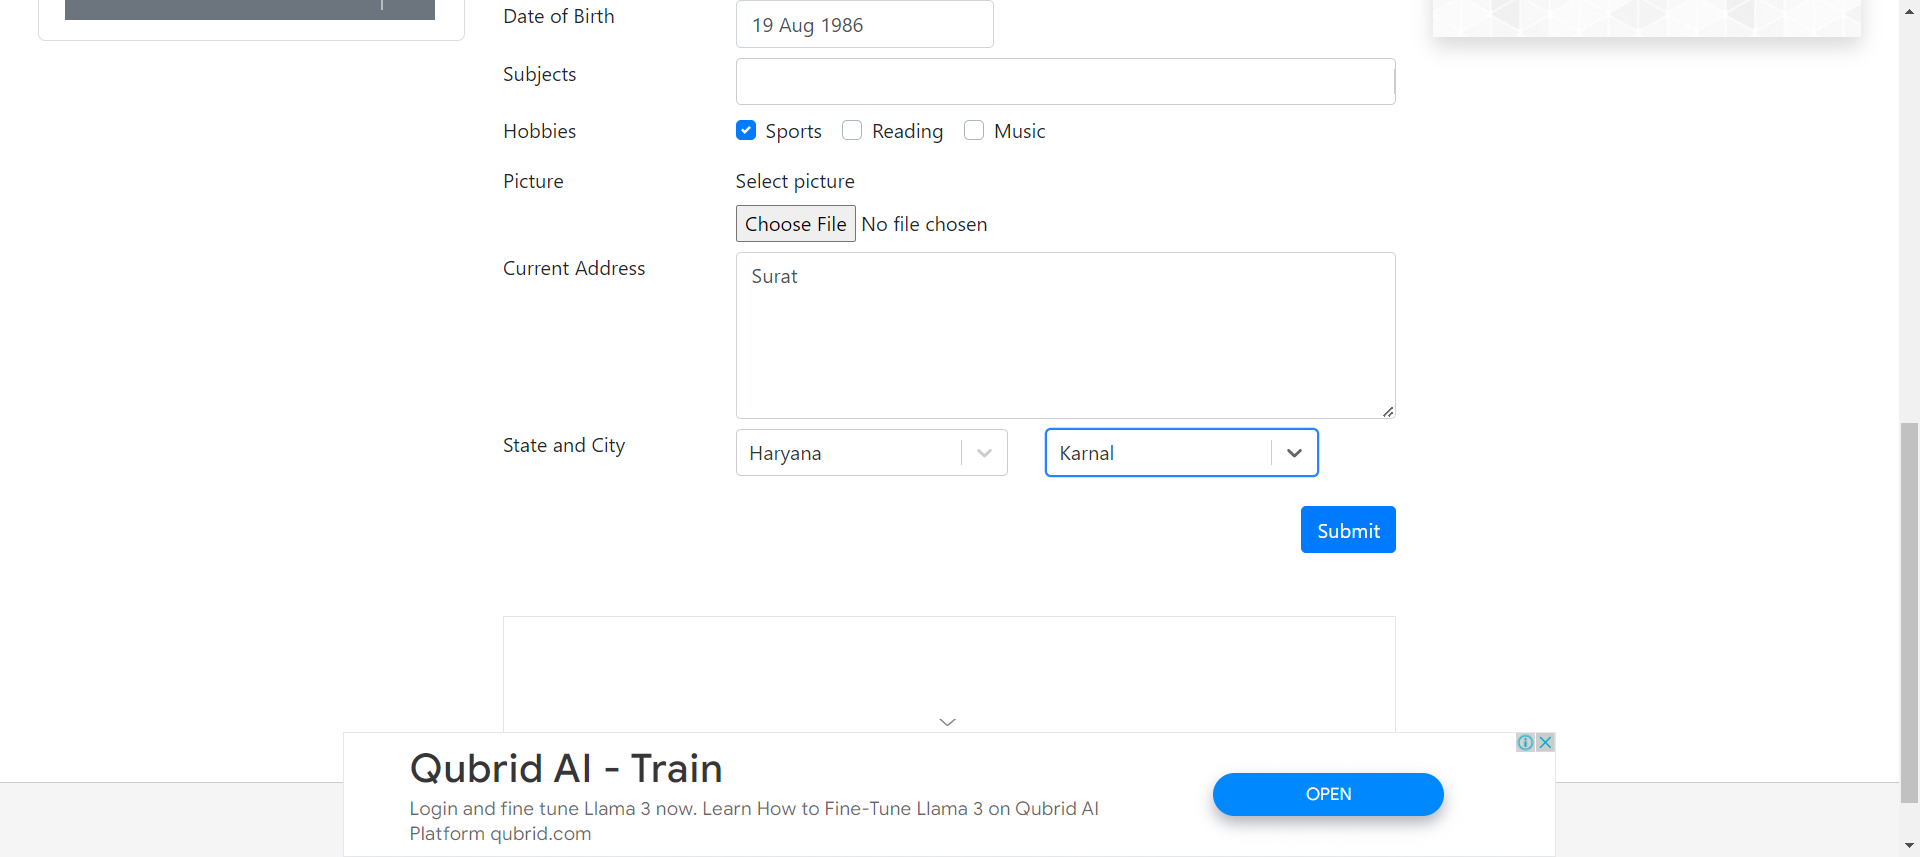 Date of Birth
19 Aug 1986
Subjects
Hobbies
Sports
Reading
Music
Picture
Select picture
Choose File No file chosen
Current Address
Surat
State and City
Haryana
Karnal
Submit
Qubrid AI - Train
Login and fine tune Llama 3 now. Learn How to Fine-Tune Llama 3 on Qubrid AI
Platform qubrid.com
OPEN